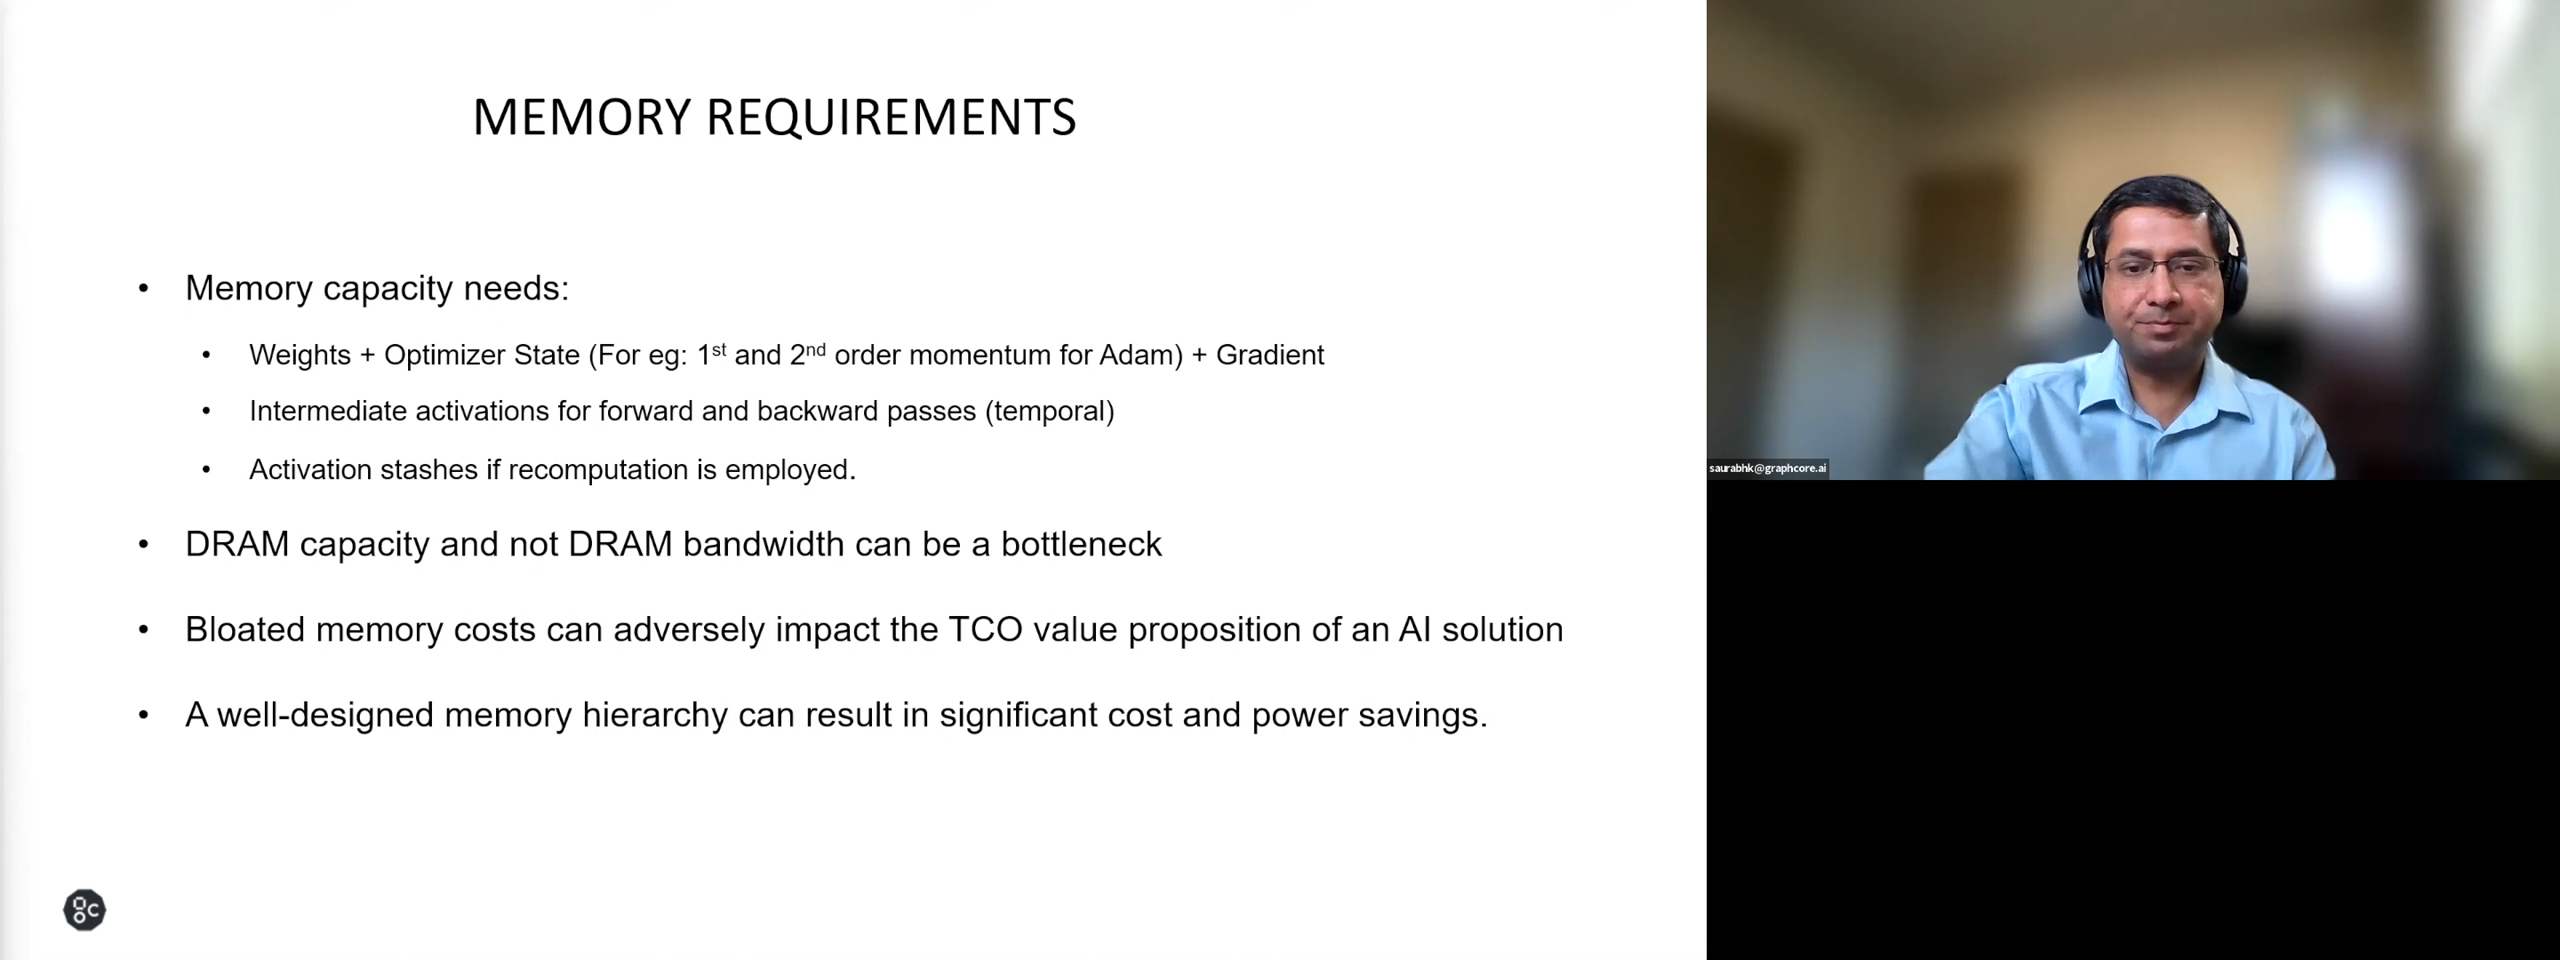 MEMORY REQUIREMENTS
• Memory capacity needs:
• Weights + Optimizer State (For eg: 1st and 2nd order momentum for Adam) + Gradient
• Intermediate activations for forward and backward passes (temporal)
• Activation stashes if recomputation is employed.
• DRAM capacity and not DRAM bandwidth can be a bottleneck
• Bloated memory costs can adversely impact the TCO value proposition of an AI solution
• A well-designed memory hierarchy can result in significant cost and power savings.
gc
saurabhk@graphcore.ai